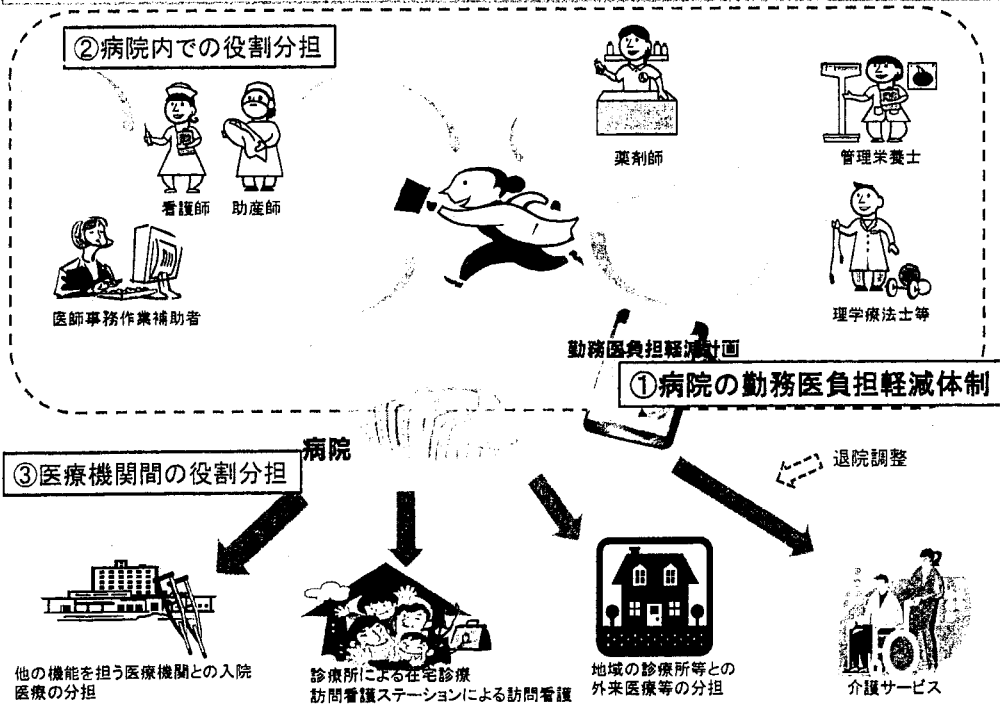 ②病院内での役割分担
薬剤師
管理栄養士
看護師
助産師
医師事務作業補助者
理学療法士等
勤務医負担軽減計画
①病院の勤務医負担軽減体制
病院
③医療機関間の役割分担
退院調整
他の機能を担う医療機関との入院
医療の分担
診療所による在宅診療
訪問看護ステーションによる訪問看護
地域の診療所等との
外来医療等の分担
介護サービス